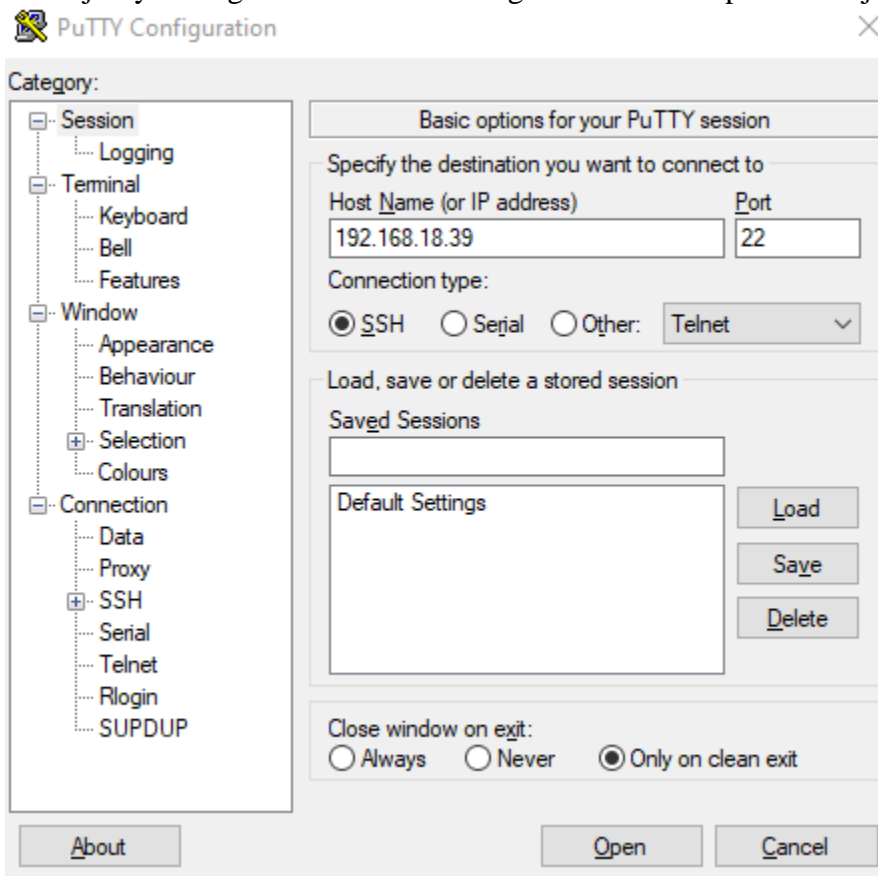 PuTTY Configuration
Category:
Session
Logging
Terminal
Keyboard
Bell
Features
Window
Appearance
Behaviour
Translation
Selection
Colours
Connection
Data
Proxy
SSH
Serial
Telnet
Rlogin
SUPDUP
Basic options for your PuTTY session
Specify the destination you want to connect to
Host Name (or IP address) Port
192.168.18.39 22
Connection type:
SSH Serial Other: Telnet
Load, save or delete a stored session
Saved Sessions
Default Settings
Load
Save
Delete
Close window on exit:
Always Never Only on clean exit
About Open Cancel